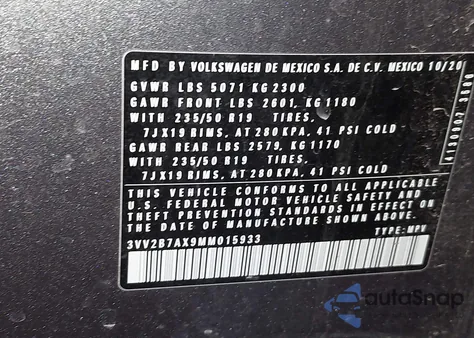 MFD BY VOLKSWAGEN DE MEXICO S.A. DE C.V. MEXICO 10/20
GVWR LBS 5071 KG 2300
GAWR FRONT LBS 2601, KG 1180
WITH 235/50 R19 TIRES,
7JX19 RIMS, AT 280 KPA, 41 PSI COLD
GAWR REAR LBS 2579, KG 1170
WITH 235/50 R19 TIRES,
7JX19 RIMS, AT 280 KPA, 41 PSI COLD
THIS VEHICLE CONFORMS TO ALL APPLICABLE
U.S. FEDERAL MOTOR VEHICLE SAFETY AND
THEFT PREVENTION STANDARDS IN EFFECT ON
THE DATE OF MANUFACTURE SHOWN ABOVE.
3VV2B7AX9MM015933 TYPE: MPV
autoSnap